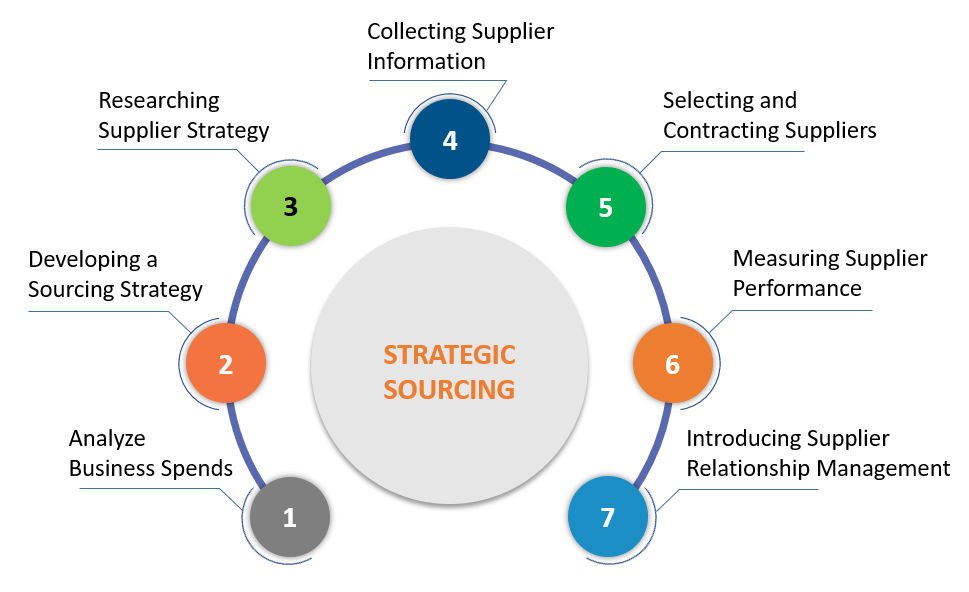 Collecting Supplier
Information
4
Researching
Supplier Strategy
3
Selecting and
Contracting Suppliers
5
Developing a
Sourcing Strategy
2
Measuring Supplier
Performance
6
STRATEGIC
SOURCING
Analyze
Business Spends
1
Introducing Supplier
Relationship Management
7